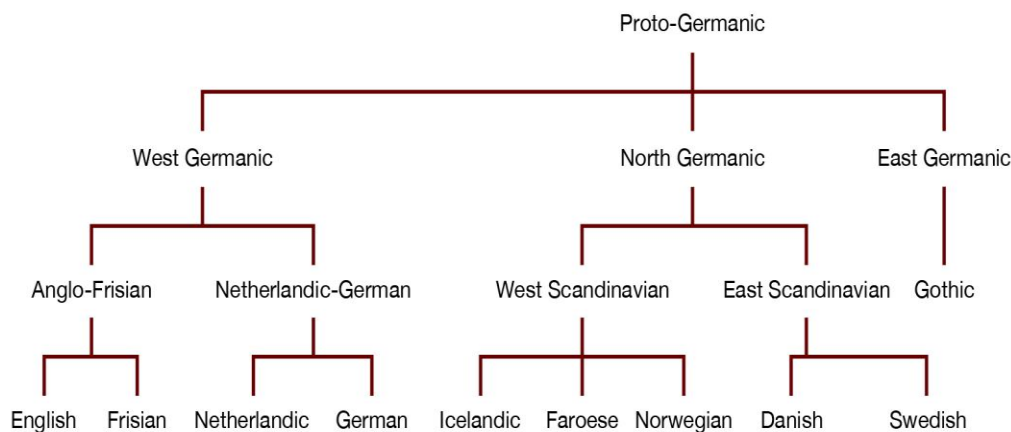 Proto-Germanic
West Germanic North Germanic East Germanic
Anglo-Frisian Netherlandic-German West Scandinavian East Scandinavian Gothic
English Frisian Netherlandic German Icelandic Faroese Norwegian Danish Swedish